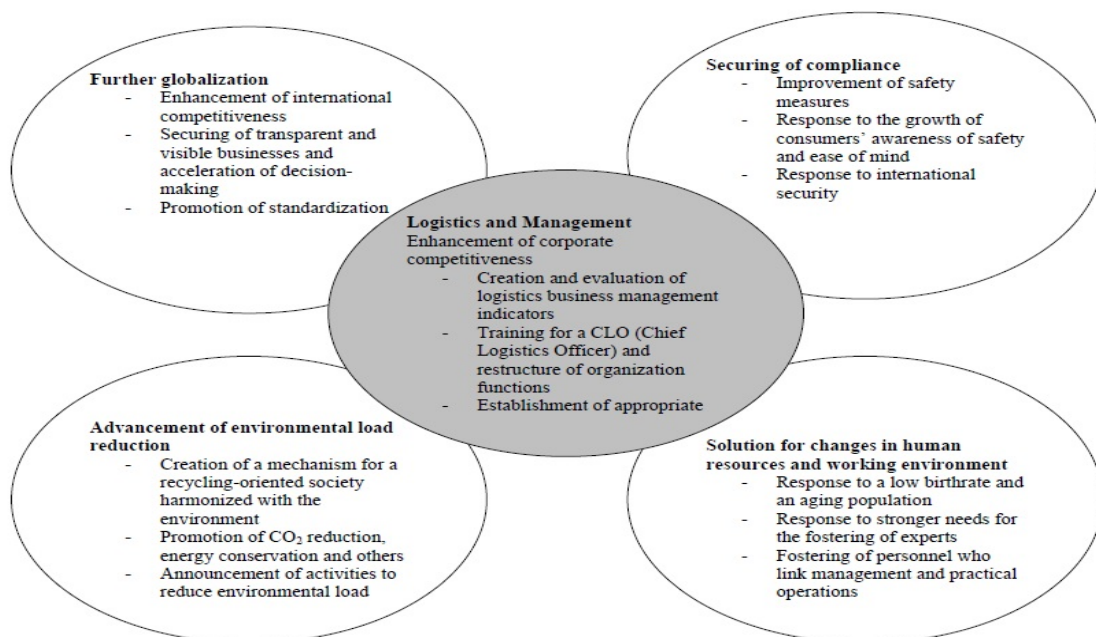 Further globalization
- Enhancement of international
competitiveness
- Securing of transparent and
visible businesses and
acceleration of decision-
making
- Promotion of standardization
Securing of compliance
- Improvement of safety
measures
- Response to the growth of
consumers’ awareness of safety
and ease of mind
- Response to international
security
Logistics and Management
Enhancement of corporate
competitiveness
- Creation and evaluation of
logistics business management
indicators
- Training for a CLO (Chief
Logistics Officer) and
restructure of organization
functions
- Establishment of appropriate
Advancement of environmental load
reduction
- Creation of a mechanism for a
recycling-oriented society
harmonized with the
environment
- Promotion of CO₂ reduction,
energy conservation and others
- Announcement of activities to
reduce environmental load
Solution for changes in human
resources and working environment
- Response to a low birthrate and
an aging population
- Response to stronger needs for
the fostering of experts
- Fostering of personnel who
link management and practical
operations